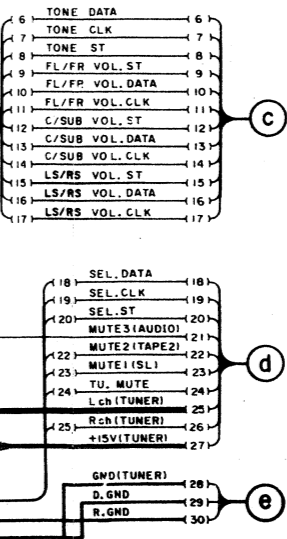 6 TONE DATA 6
7 TONE CLK 7
8 TONE ST 8
9 FL/FR VOL.ST 9
10 FL/FR VOL.DATA 10
11 FL/FR VOL.CLK 11
12 C/SUB VOL.ST 12
13 C/SUB VOL.DATA 13
14 C/SUB VOL.CLK 14
15 LS/RS VOL.ST 15
16 LS/RS VOL.DATA 16
17 LS/RS VOL.CLK 17
C
18 SEL.DATA 18
19 SEL.CLK 19
20 SEL.ST 20
MUTE3(AUDIO) 21
22 MUTE2(TAPE2) 22
23 MUTE1(SL) 23
24 TU. MUTE 24
Lch(TUNER) 25
25 Rch(TUNER) 26
+15V(TUNER) 27
d
GND(TUNER) 28
D.GND 29
R.GND 30
e